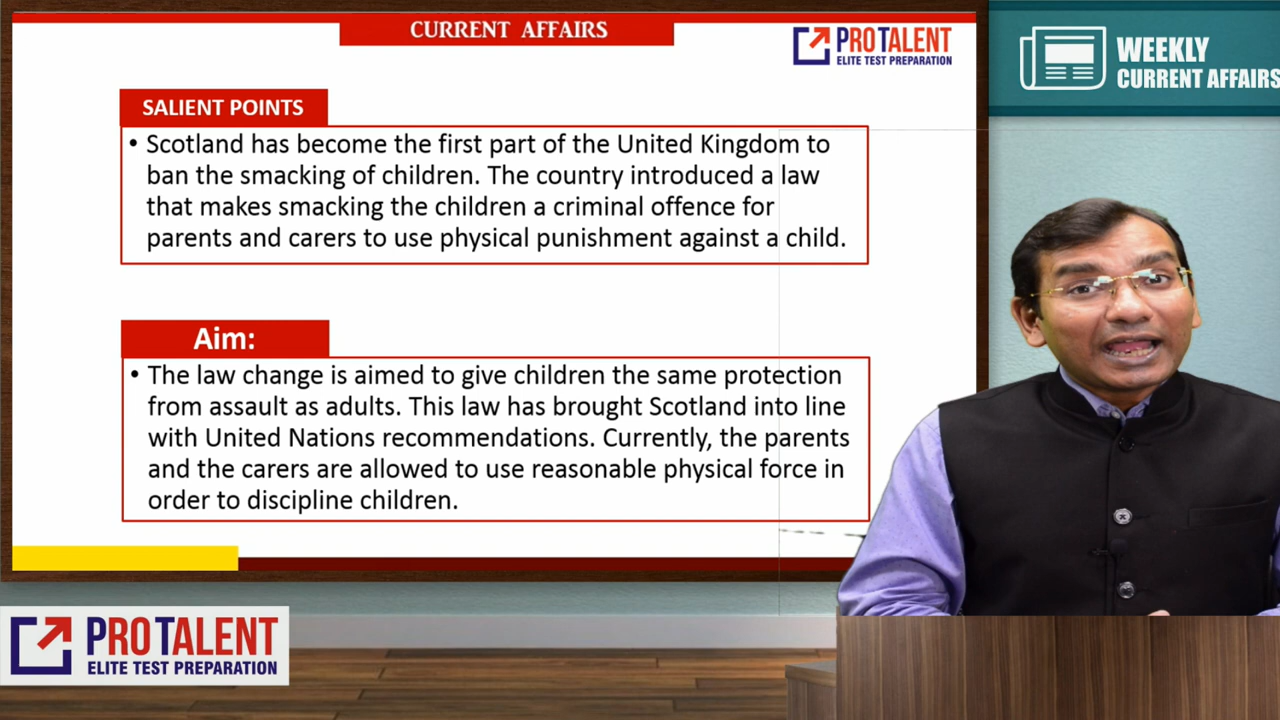 CURRENT AFFAIRS
PROTALENT
ELITE TEST PREPARATION
WEEKLY
CURRENT AFFAIRS
SALIENT POINTS
• Scotland has become the first part of the United Kingdom to
ban the smacking of children. The country introduced a law
that makes smacking the children a criminal offence for
parents and carers to use physical punishment against a child.
Aim:
• The law change is aimed to give children the same protection
from assault as adults. This law has brought Scotland into line
with United Nations recommendations. Currently, the parents
and the carers are allowed to use reasonable physical force in
order to discipline children.
PROTALENT
ELITE TEST PREPARATION